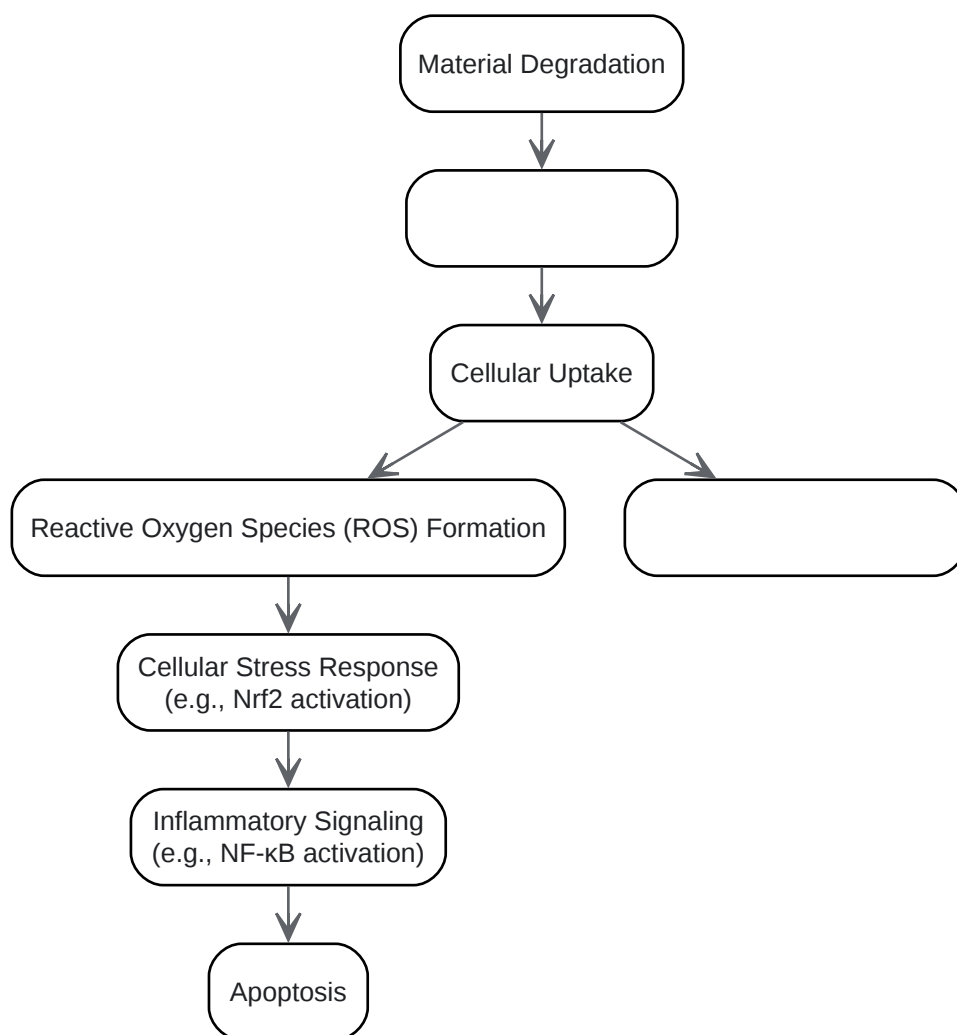 Material Degradation
Cellular Uptake
Reactive Oxygen Species (ROS) Formation
Cellular Stress Response
(e.g., Nrf2 activation)
Inflammatory Signaling
(e.g., NF-κB activation)
Apoptosis